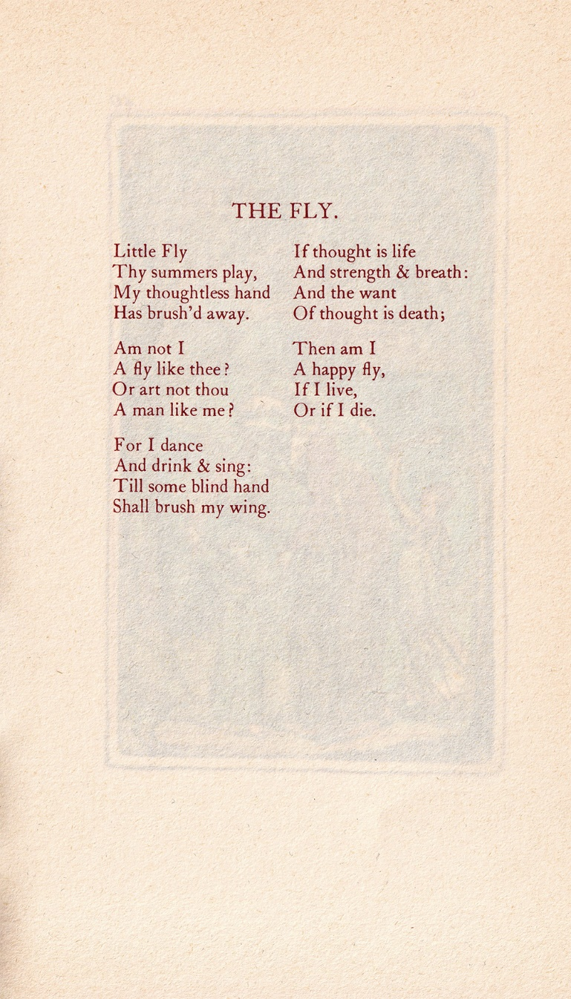 THE FLY.
Little Fly
Thy summers play,
My thoughtless hand
Has brush'd away.
Am not I
A fly like thee?
Or art not thou
A man like me?
For I dance
And drink & sing:
Till some blind hand
Shall brush my wing.
If thought is life
And strength & breath:
And the want
Of thought is death;
Then am I
A happy fly,
If I live,
Or if I die.